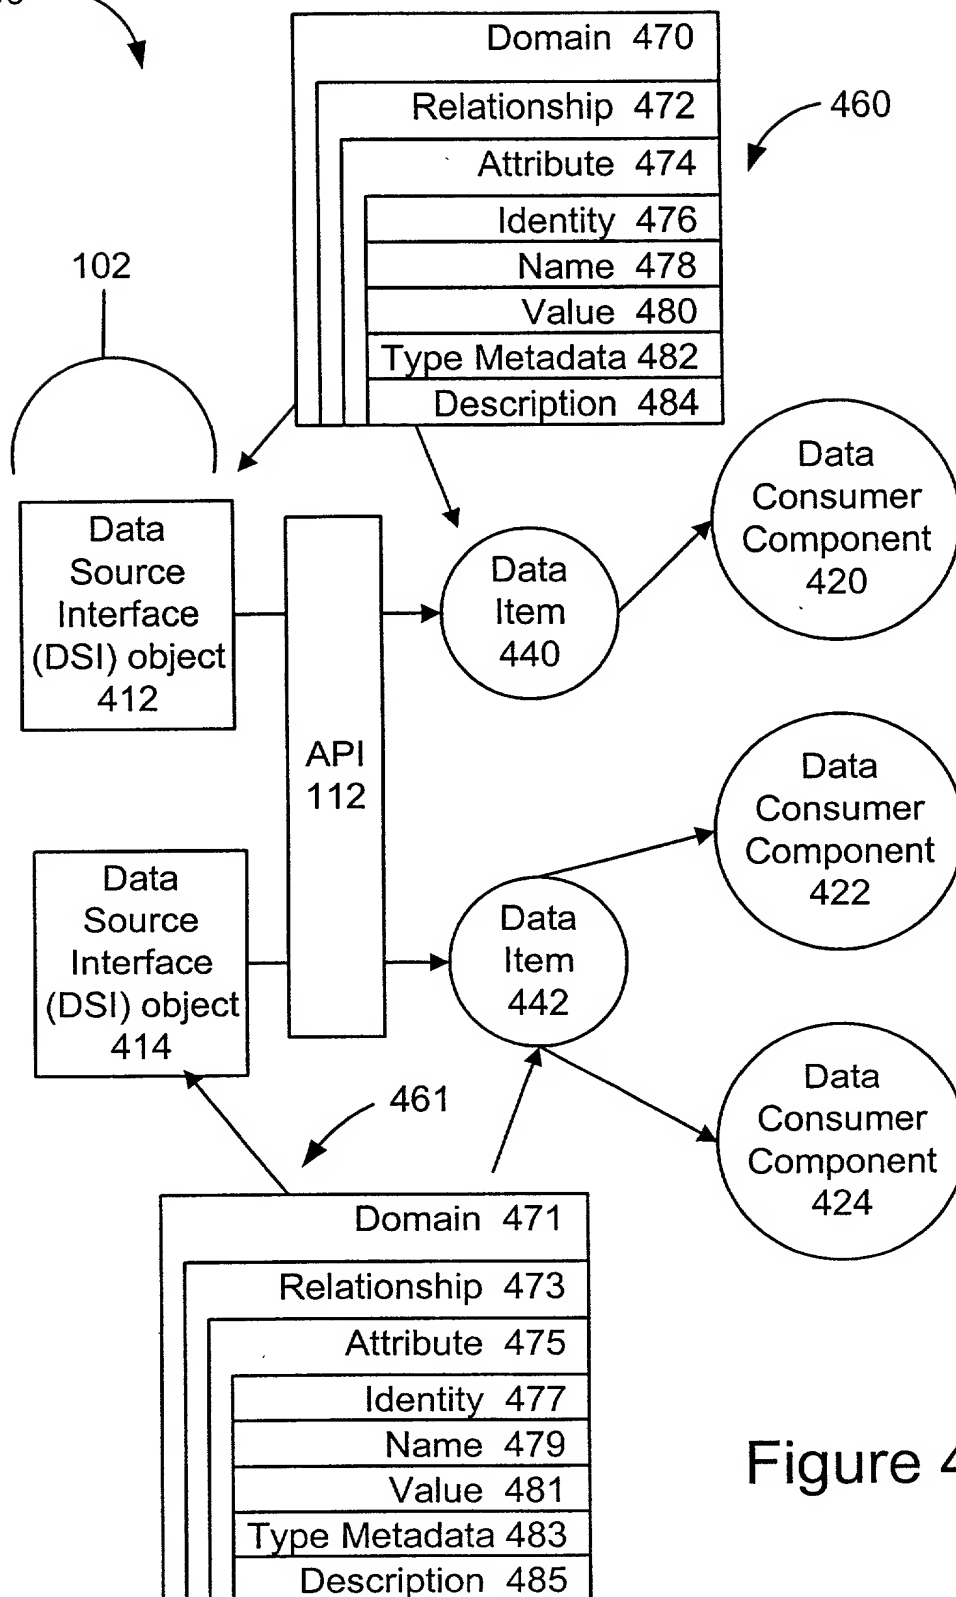 Domain 470
Relationship 472
460
Attribute 474
Identity 476
102
Name 478
Value 480
Type Metadata 482
Description 484
Data
Consumer
Component
420
Data
Source
Interface
(DSI) object
412
Data
Item
440
API
112
Data
Consumer
Component
422
Data
Source
Interface
(DSI) object
414
Data
Item
442
Data
Consumer
Component
424
461
Domain 471
Relationship 473
Attribute 475
Identity 477
Name 479
Value 481
Type Metadata 483
Description 485
Figure 4